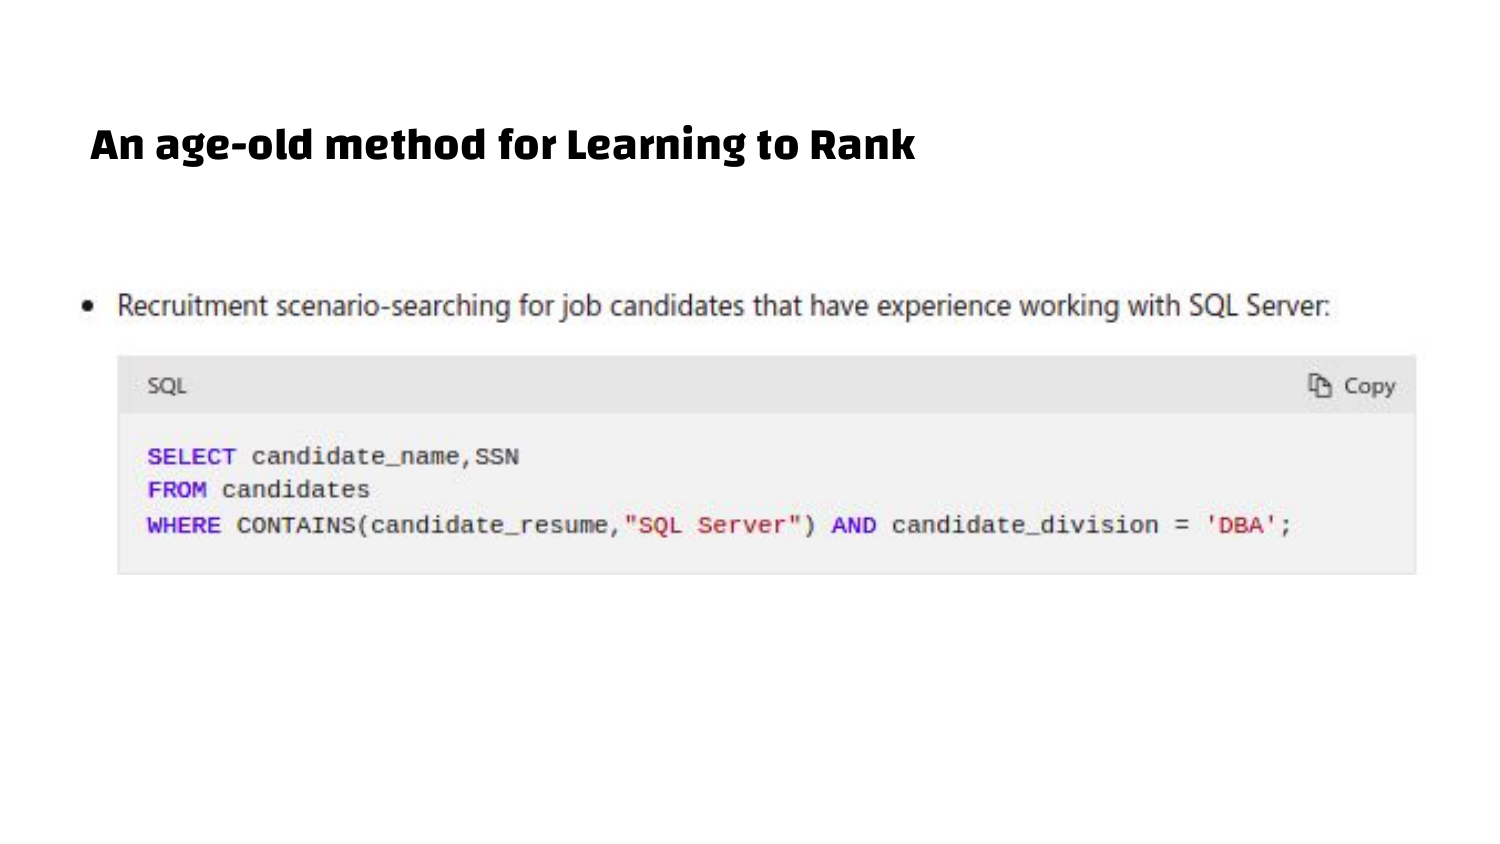 An age-old method for Learning to Rank
• Recruitment scenario-searching for job candidates that have experience working with SQL Server:
SQL Copy
SELECT candidate_name,SSN
FROM candidates
WHERE CONTAINS(candidate_resume,"SQL Server") AND candidate_division = 'DBA';